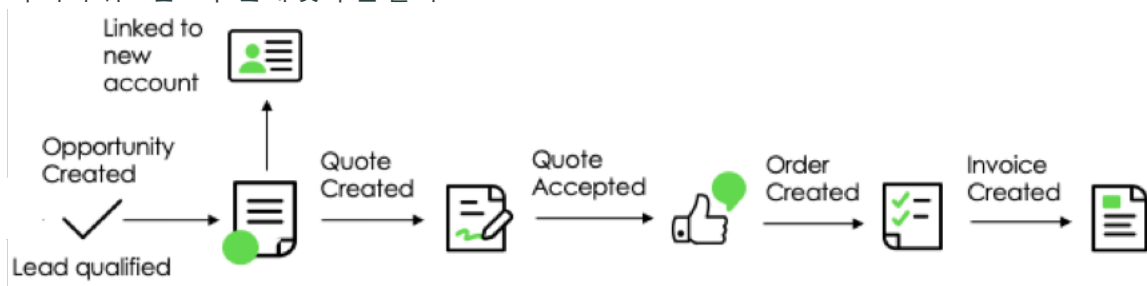 Linked to
new
account
Opportunity
Created
Quote
Created
Quote
Accepted
Order
Created
Invoice
Created
Lead qualified